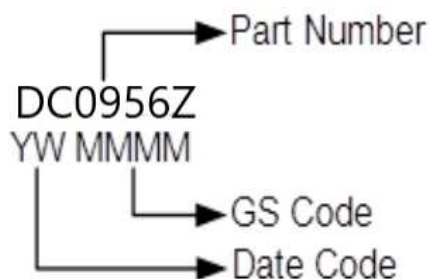 Part Number
DC0956Z
YW MMMM
GS Code
Date Code